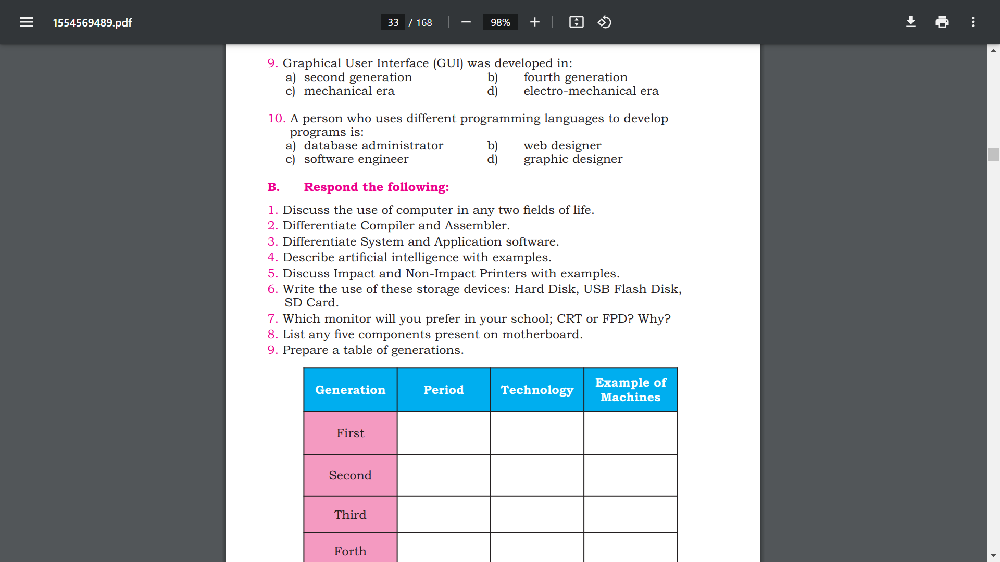 1554569489.pdf
33 / 168
98%
9. Graphical User Interface (GUI) was developed in:
a) second generation b) fourth generation
c) mechanical era d) electro-mechanical era
10. A person who uses different programming languages to develop
programs is:
a) database administrator b) web designer
c) software engineer d) graphic designer
B. Respond the following:
1. Discuss the use of computer in any two fields of life.
2. Differentiate Compiler and Assembler.
3. Differentiate System and Application software.
4. Describe artificial intelligence with examples.
5. Discuss Impact and Non-Impact Printers with examples.
6. Write the use of these storage devices: Hard Disk, USB Flash Disk,
SD Card.
7. Which monitor will you prefer in your school; CRT or FPD? Why?
8. List any five components present on motherboard.
9. Prepare a table of generations.
Generation Period Technology Example of
Machines
First
Second
Third
Forth